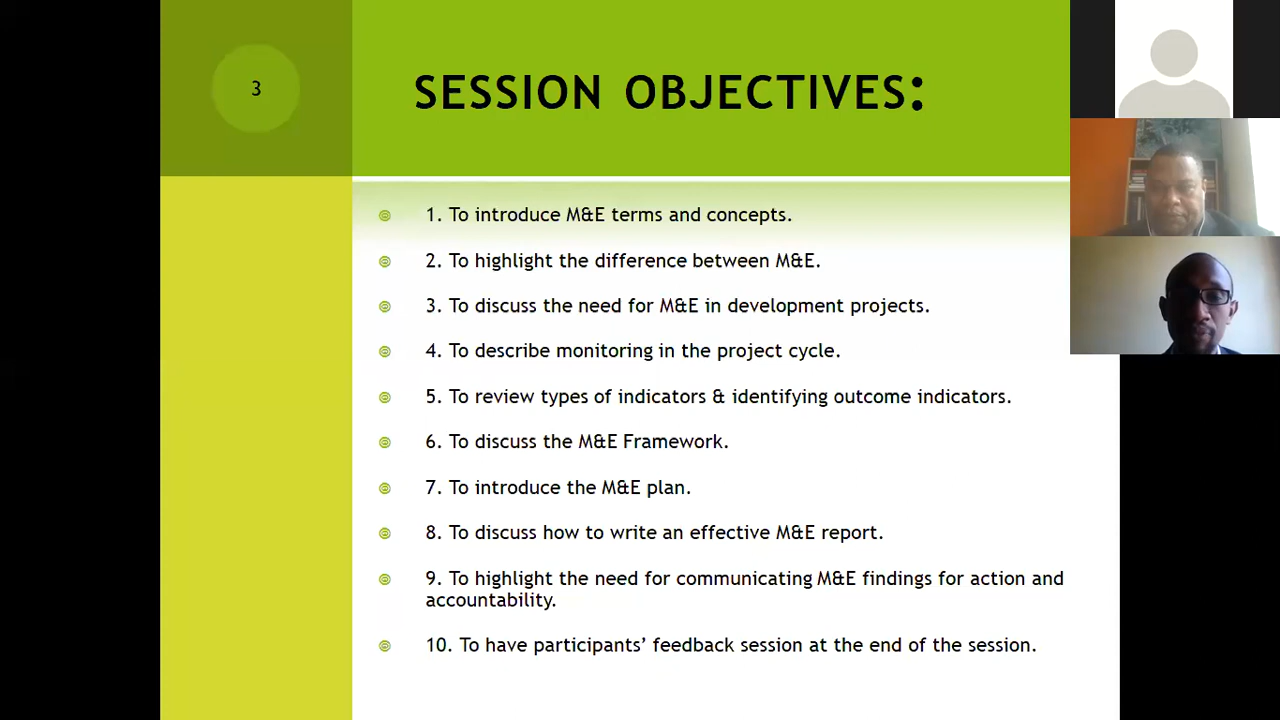 3
SESSION OBJECTIVES:
1. To introduce M&E terms and concepts.
2. To highlight the difference between M&E.
3. To discuss the need for M&E in development projects.
4. To describe monitoring in the project cycle.
5. To review types of indicators & identifying outcome indicators.
6. To discuss the M&E Framework.
7. To introduce the M&E plan.
8. To discuss how to write an effective M&E report.
9. To highlight the need for communicating M&E findings for action and
accountability.
10. To have participants’ feedback session at the end of the session.